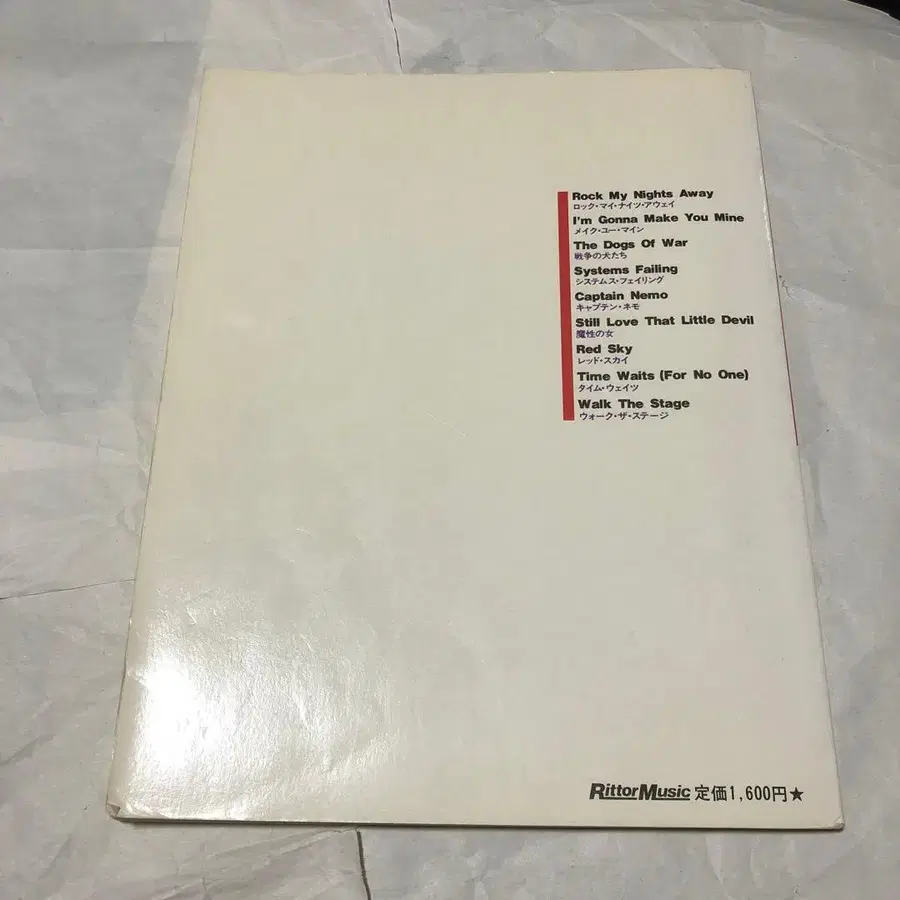 Rock My Nights Away
ロック・マイ・ナイツ・アウェイ
I'm Gonna Make You Mine
メイク・ユー・マイン
The Dogs Of War
戦争の犬たち
Systems Failing
システムス・フェイリング
Captain Nemo
キャプテン・ネモ
Still Love That Little Devil
魔性の女
Red Sky
レッド・スカイ
Time Waits (For No One)
タイム・ウェイツ
Walk The Stage
ウォーク・ザ・ステージ
RittorMusic 定価1,600円★